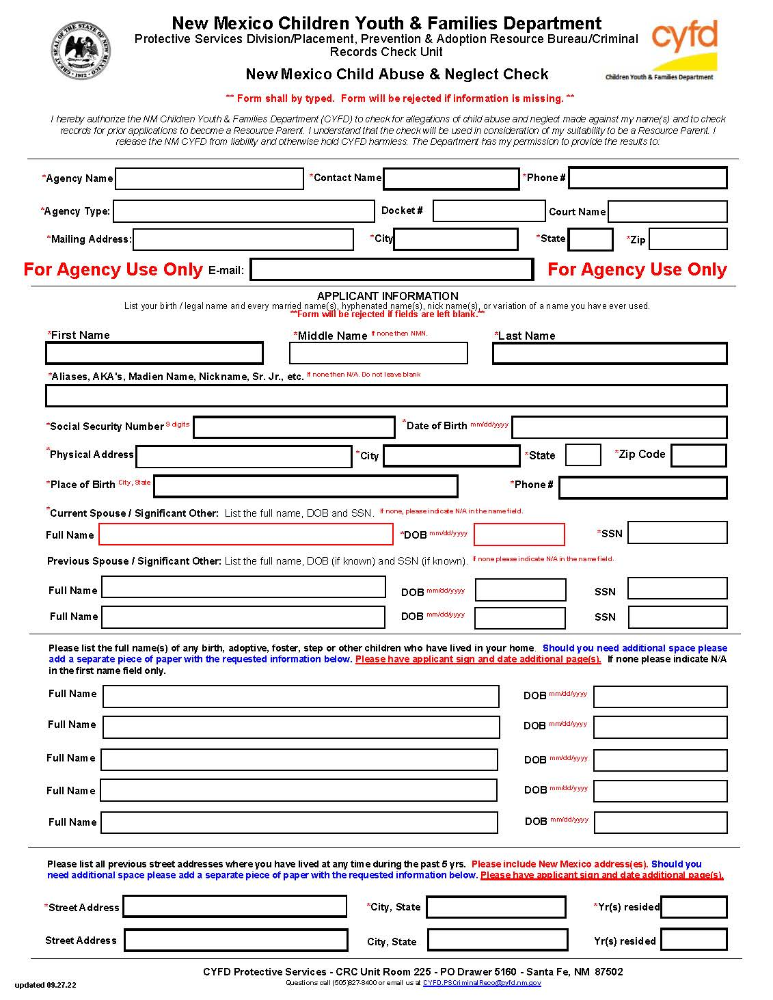 New Mexico Children Youth & Families Department
Protective Services Division/Placement, Prevention & Adoption Resource Bureau/Criminal
Records Check Unit
New Mexico Child Abuse & Neglect Check
GREAT SEAL OF THE STATE OF NEW MEXICO
1912
cyfd
Children Youth & Families Department
** Form shall by typed. Form will be rejected if information is missing. **
I hereby authorize the NM Children Youth & Families Department (CYFD) to check for allegations of child abuse and neglect made against my name(s) and to check
records for prior applications to become a Resource Parent. I understand that the check will be used in consideration of my suitability to be a Resource Parent. I
release the NM CYFD from liability and otherwise hold CYFD harmless. The Department has my permission to provide the results to:
*Agency Name *Contact Name *Phone #
*Agency Type: Docket # Court Name
*Mailing Address: *City *State *Zip
For Agency Use Only E-mail: For Agency Use Only
APPLICANT INFORMATION
List your birth / legal name and every married name(s), hyphenated name(s), nick name(s), or variation of a name you have ever used.
**Form will be rejected if fields are left blank.**
*First Name *Middle Name If none then NMN. *Last Name
*Aliases, AKA's, Madien Name, Nickname, Sr. Jr., etc. If none then N/A. Do not leave blank
*Social Security Number 9 digits *Date of Birth mm/dd/yyyy
*Physical Address *City *State *Zip Code
*Place of Birth City, State *Phone #
*Current Spouse / Significant Other: List the full name, DOB and SSN. If none, please indicate N/A in the name field.
Full Name *DOB mm/dd/yyyy *SSN
Previous Spouse / Significant Other: List the full name, DOB (if known) and SSN (if known). If none please indicate N/A in the name field.
Full Name DOB mm/dd/yyyy SSN
Full Name DOB mm/dd/yyyy SSN
Please list the full name(s) of any birth, adoptive, foster, step or other children who have lived in your home. Should you need additional space please
add a separate piece of paper with the requested information below. Please have applicant sign and date additional page(s). If none please indicate N/A
in the first name field only.
Full Name DOB mm/dd/yyyy
Full Name DOB mm/dd/yyyy
Full Name DOB mm/dd/yyyy
Full Name DOB mm/dd/yyyy
Full Name DOB mm/dd/yyyy
Please list all previous street addresses where you have lived at any time during the past 5 yrs. Please include New Mexico address(es). Should you
need additional space please add a separate piece of paper with the requested information below. Please have applicant sign and date additional page(s).
*Street Address *City, State *Yr(s) resided
Street Address City, State Yr(s) resided
CYFD Protective Services - CRC Unit Room 225 - PO Drawer 5160 - Santa Fe, NM 87502
updated 09.27.22 Questions call (505)827-8400 or email us at CYFD.PSCriminalReco@cyfd.nm.gov